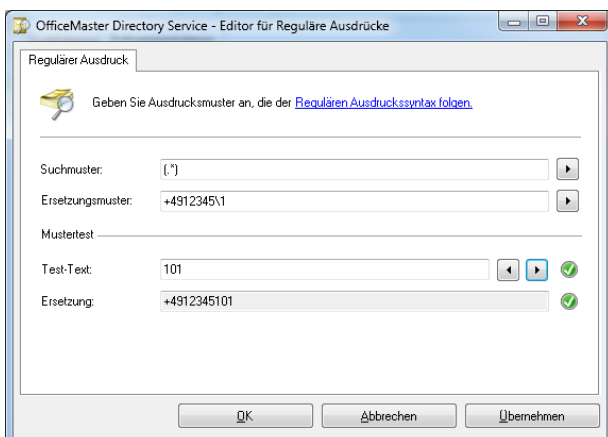 OfficeMaster Directory Service - Editor für Reguläre Ausdrücke
Regulärer Ausdruck
Geben Sie Ausdrucksmuster an, die der Regulären Ausdruckssyntax folgen.
Suchmuster: (.*)
Ersetzungsmuster: +4912345\1
Mustertest
Test-Text: 101
Ersetzung: +4912345101
OK Abbrechen Übernehmen